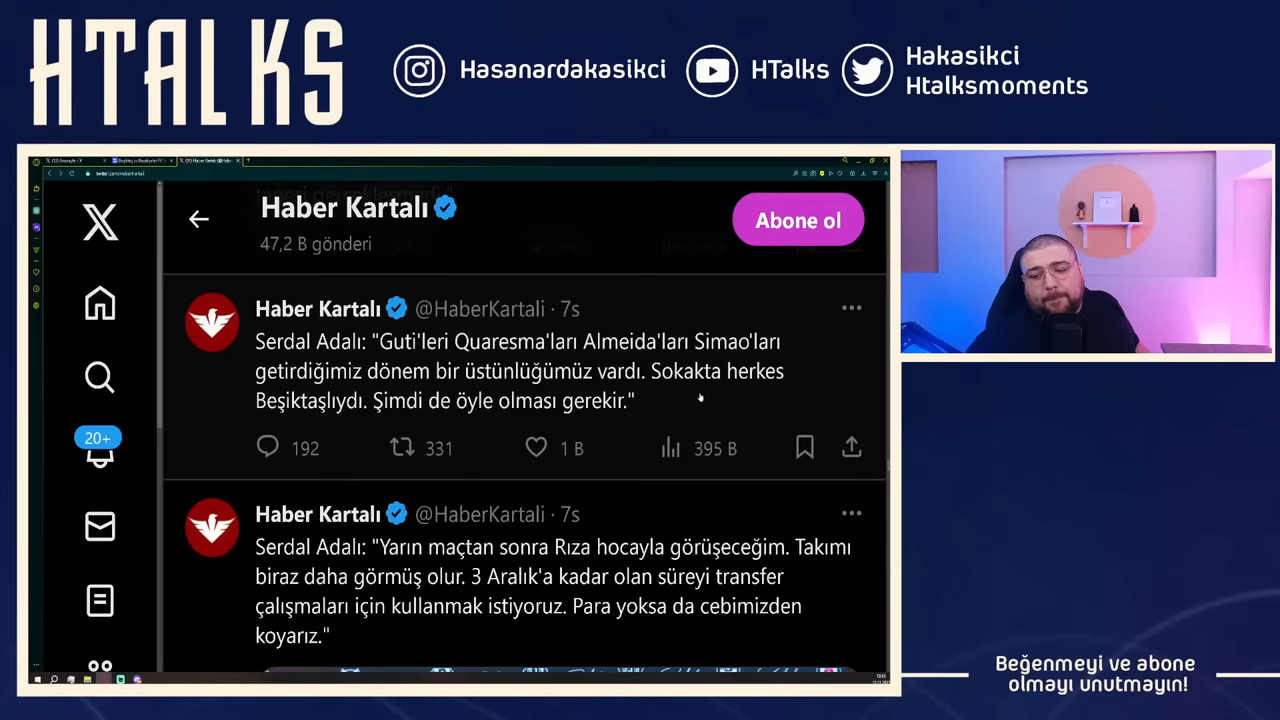 HTALKS
Hasanardakasikci
HTalks
Hakasikci
Htalksmoments
Haber Kartalı
47,2 B gönderi
Abone ol
Haber Kartalı @HaberKartali · 7s
Serdal Adalı: "Guti'leri Quaresma'ları Almeida'ları Simao'ları
getirdiğimiz dönem bir üstünlüğümüz vardı. Sokakta herkes
Beşiktaşlıydı. Şimdi de öyle olması gerekir."
192 331 1 B 395 B
20+
Haber Kartalı @HaberKartali · 7s
Serdal Adalı: "Yarın maçtan sonra Rıza hocayla görüşeceğim. Takımı
biraz daha görmüş olur. 3 Aralık'a kadar olan süreyi transfer
çalışmaları için kullanmak istiyoruz. Para yoksa da cebimizden
koyarız."
Beğenmeyi ve abone
olmayı unutmayın!